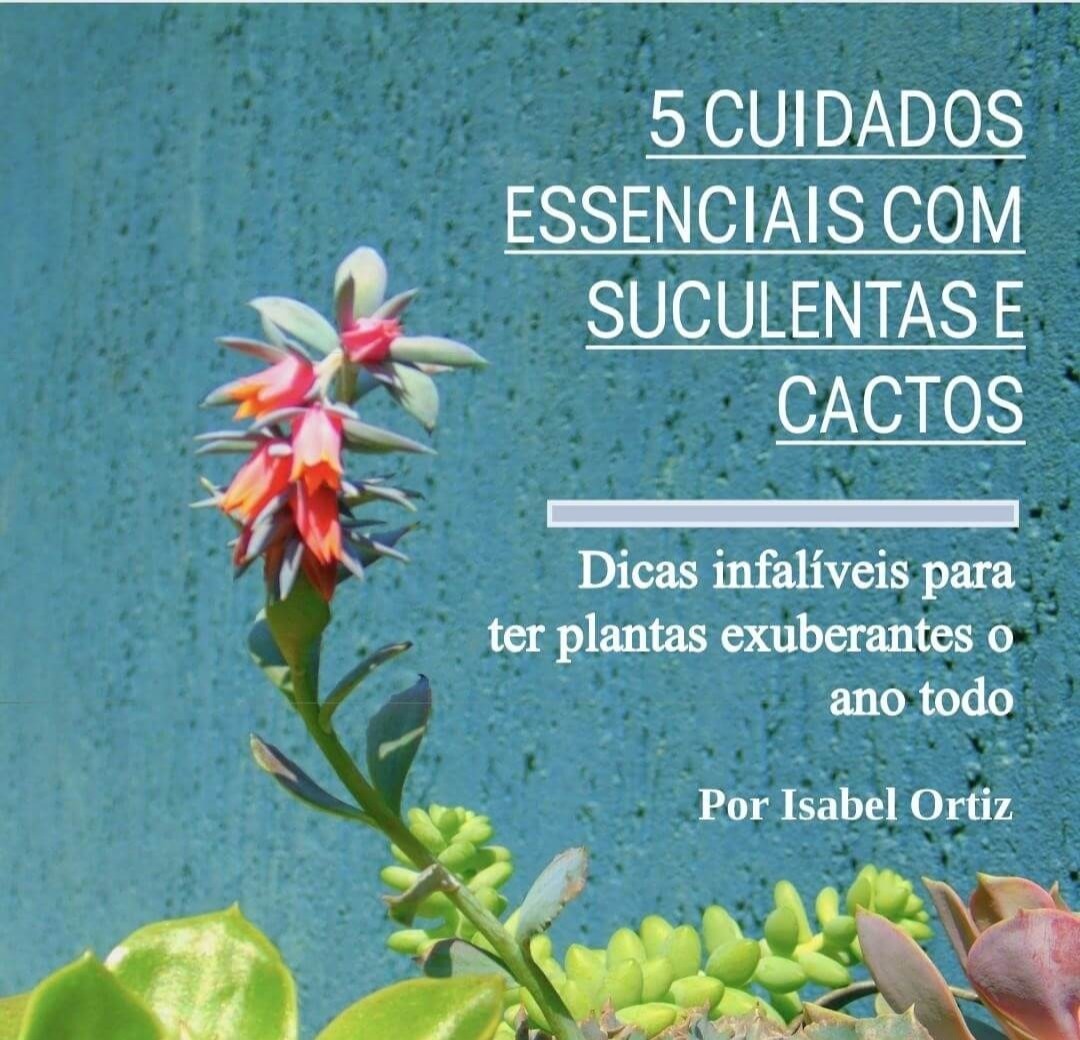 5 CUIDADOS
ESSENCIAIS COM
SUCULENTAS E
CACTOS
Dicas infalíveis para
ter plantas exuberantes o
ano todo
Por Isabel Ortiz